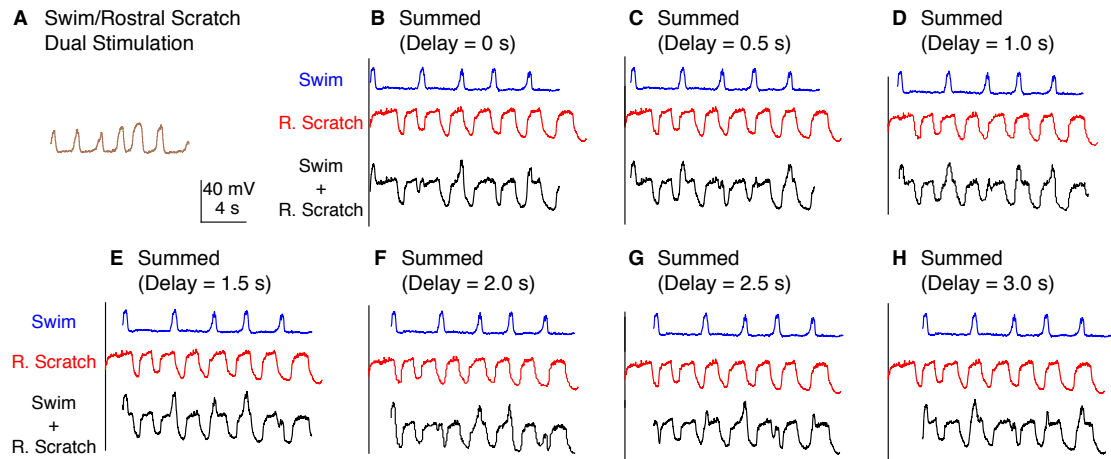 A Swim/Rostral Scratch
Dual Stimulation
40 mV
4 s
B Summed
(Delay = 0 s)
C Summed
(Delay = 0.5 s)
D Summed
(Delay = 1.0 s)
Swim
R. Scratch
Swim
+
R. Scratch
E Summed
(Delay = 1.5 s)
F Summed
(Delay = 2.0 s)
G Summed
(Delay = 2.5 s)
H Summed
(Delay = 3.0 s)
Swim
R. Scratch
Swim
+
R. Scratch